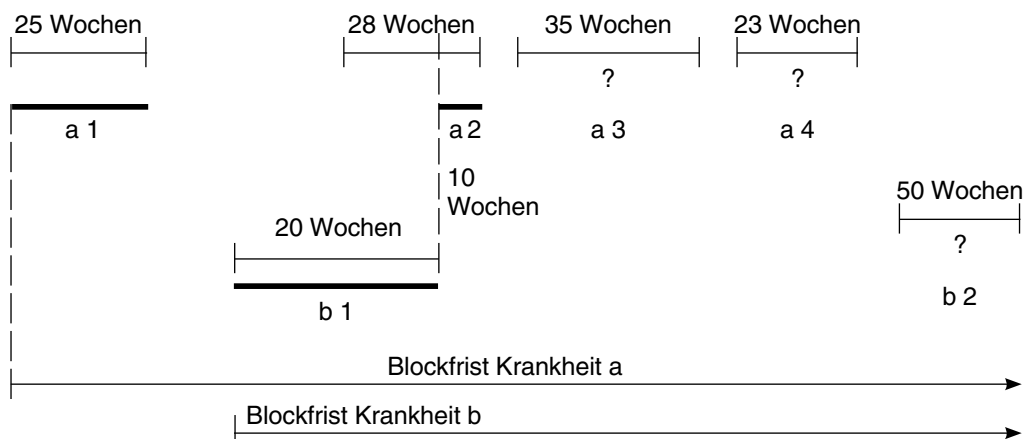 25 Wochen 28 Wochen 35 Wochen 23 Wochen
? ?
a 1 a 2 a 3 a 4
10
Wochen
50 Wochen
20 Wochen
?
b 1 b 2
Blockfrist Krankheit a
Blockfrist Krankheit b